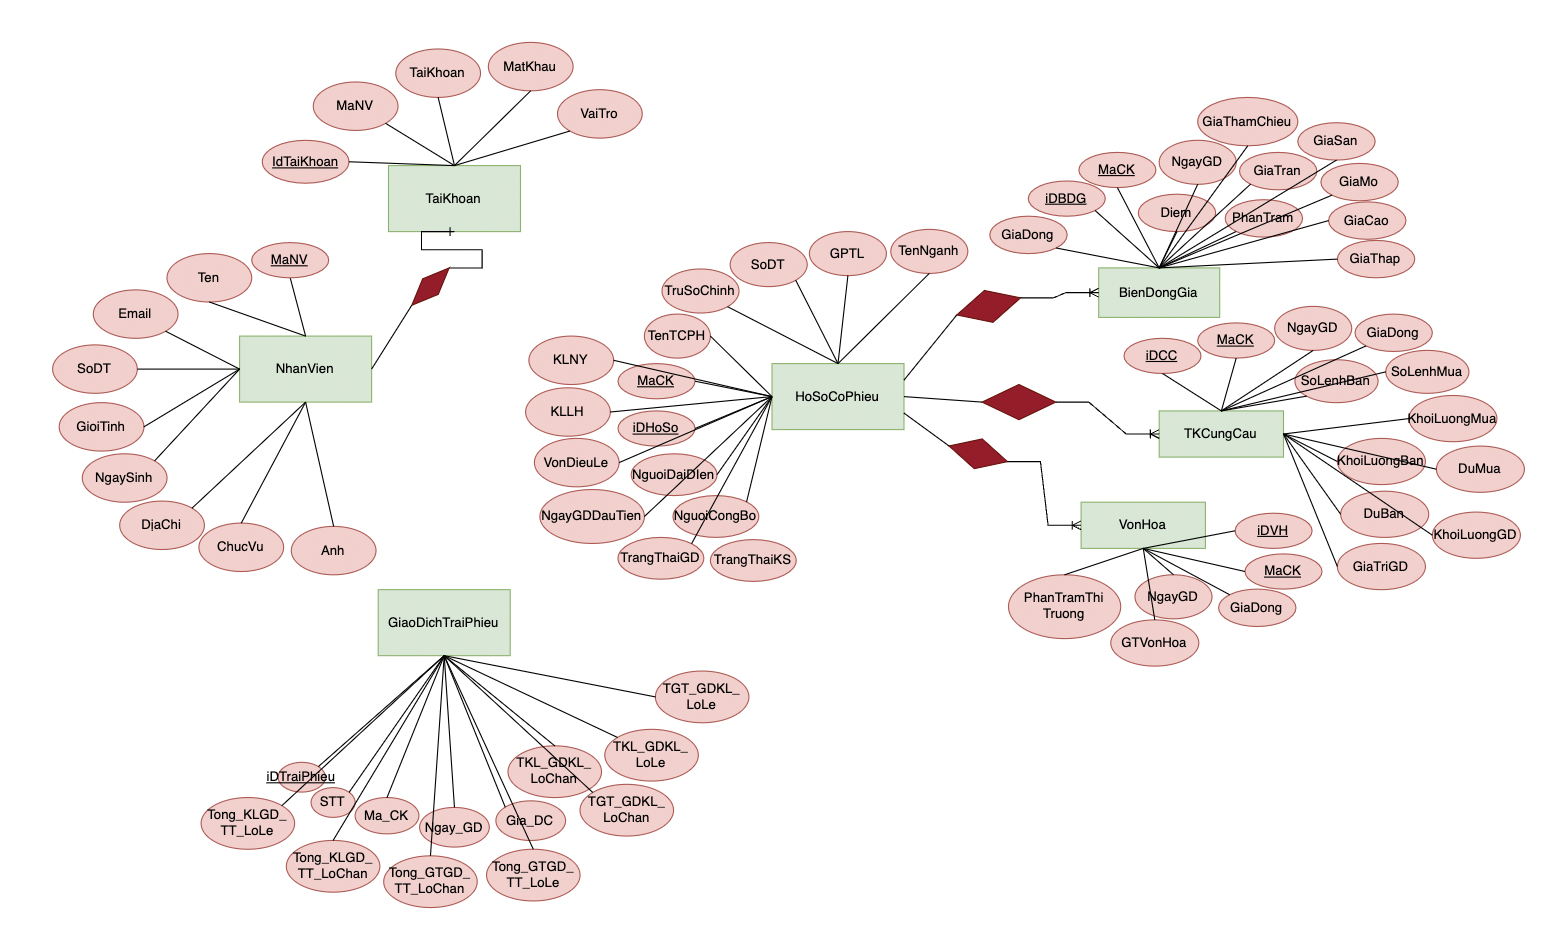 TaiKhoan
MatKhau
MaNV
VaiTro
IdTaiKhoan
TaiKhoan
MaNV
Ten
Email
SoDT
NhanVien
GioiTinh
NgaySinh
DiaChi
ChucVu
Anh
TenNganh
GPTL
SoDT
TruSoChinh
TenTCPH
KLNY
MaCK
KLLH
iDHoSo
VonDieuLe
NguoiDaiDIen
NgayGDDauTien
NguoiCongBo
TrangThaiGD
TrangThaiKS
HoSoCoPhieu
GiaThamChieu
GiaSan
NgayGD
MaCK
GiaTran
GiaMo
iDBDG
Diem
PhanTram
GiaCao
GiaDong
GiaThap
BienDongGia
NgayGD
GiaDong
MaCK
iDCC
SoLenhMua
SoLenhBan
KhoiLuongMua
TKCungCau
KhoiLuongBan
DuMua
DuBan
KhoiLuongGD
GiaTriGD
VonHoa
iDVH
MaCK
PhanTramThi
Truong
NgayGD
GiaDong
GTVonHoa
GiaoDichTraiPhieu
TGT_GDKL_
LoLe
TKL_GDKL_
LoLe
TKL_GDKL_
LoChan
TGT_GDKL_
LoChan
iDTraiPhieu
STT
Ma_CK
Ngay_GD
Gia_DC
Tong_KLGD_
TT_LoLe
Tong_KLGD_
TT_LoChan
Tong_GTGD_
TT_LoChan
Tong_GTGD_
TT_LoLe